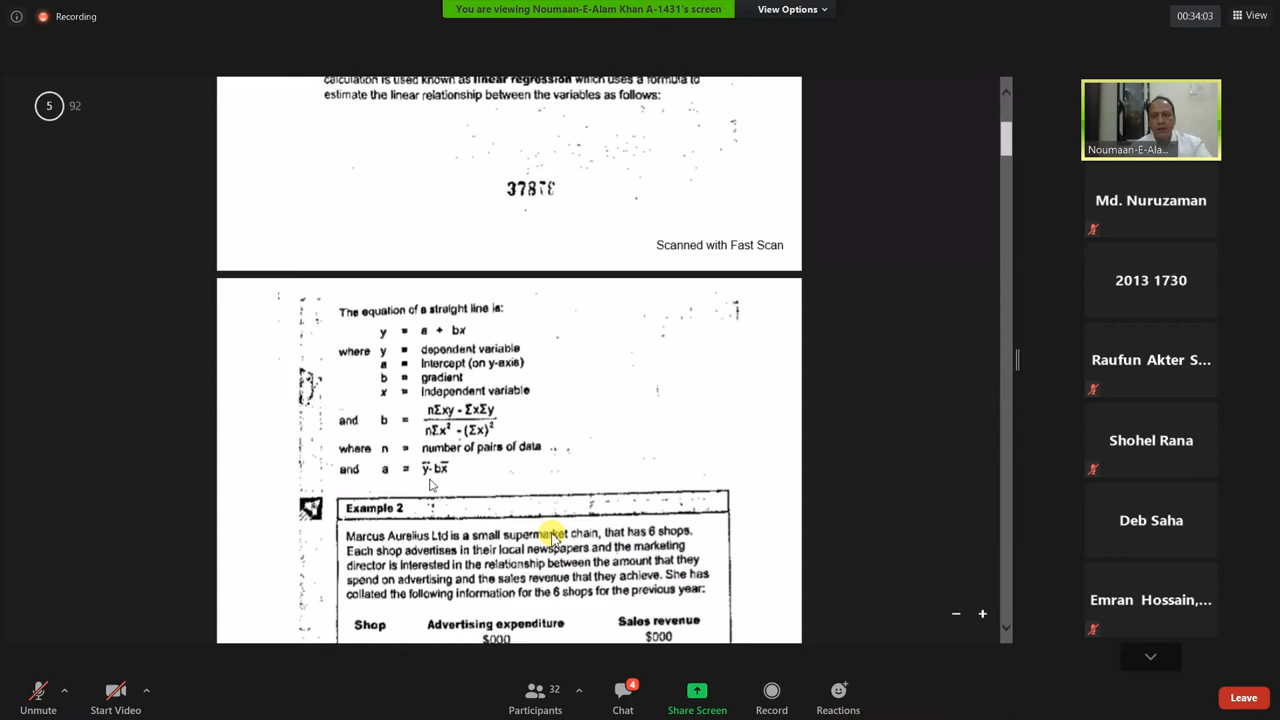 Recording
You are viewing Noumaan-E-Alam Khan A-1431's screen
View Options
00:34:03
View
5 92
calculation is used known as linear regression which uses a formula to
estimate the linear relationship between the variables as follows:
37878
Scanned with Fast Scan
The equation of a straight line is:
y = a + bx
where y = dependent variable
a = Intercept (on y-axis)
b = gradient
x = Independent variable
and b = nΣxy - ΣxΣy
nΣx² - (Σx)²
where n = number of pairs of data
and a = y̅- bx̅
Example 2
Marcus Aurelius Ltd is a small supermarket chain, that has 6 shops.
Each shop advertises in their local newspapers and the marketing
director is interested in the relationship between the amount that they
spend on advertising and the sales revenue that they achieve. She has
collated the following information for the 6 shops for the previous year:
Shop Advertising expenditure Sales revenue
$000 $000
Noumaan-E-Ala...
Md. Nuruzaman
2013 1730
Raufun Akter S...
Shohel Rana
Deb Saha
Emran Hossain,...
Unmute
Start Video
32
Participants
4
Chat
Share Screen
Record
Reactions
Leave